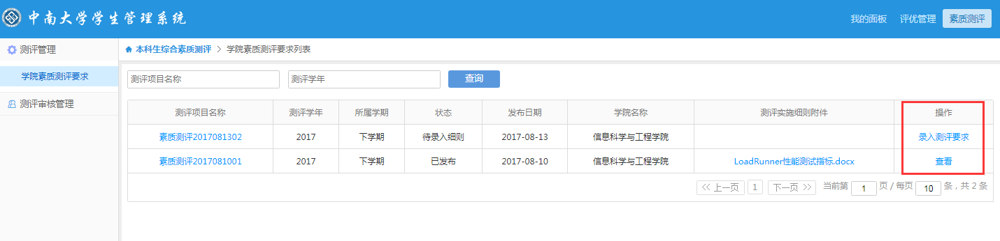 中南大学学生管理系统
我的面板 评优管理 素质测评
测评管理
学院素质测评要求
测评审核管理
本科生综合素质测评 > 学院素质测评要求列表
测评项目名称 测评学年 查询
测评项目名称 测评学年 所属学期 状态 发布日期 学院名称 测评实施细则附件 操作
素质测评2017081302 2017 下学期 待录入细则 2017-08-13 信息科学与工程学院 录入测评要求
素质测评2017081001 2017 下学期 已发布 2017-08-10 信息科学与工程学院 LoadRunner性能测试指标.docx 查看
<< 上一页 1 下一页 >> 当前第 1 页 / 每页 10 条，共 2 条